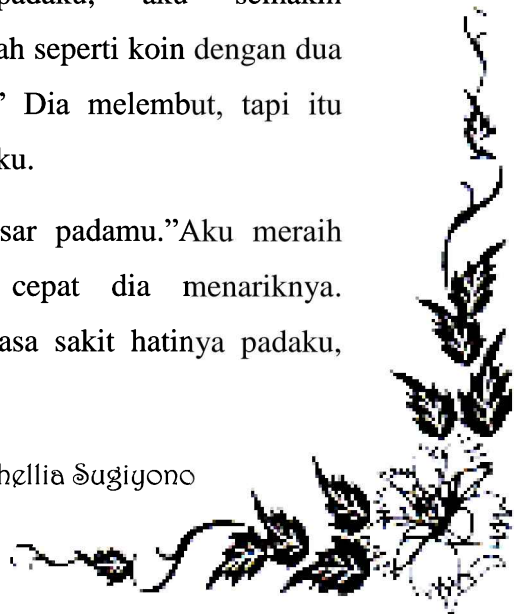 padaku, aku semakin
ah seperti koin dengan dua
” Dia melembut, tapi itu
ku.
sar padamu.”Aku meraih
cepat dia menariknya.
asa sakit hatinya padaku,
hellia Sugiyono